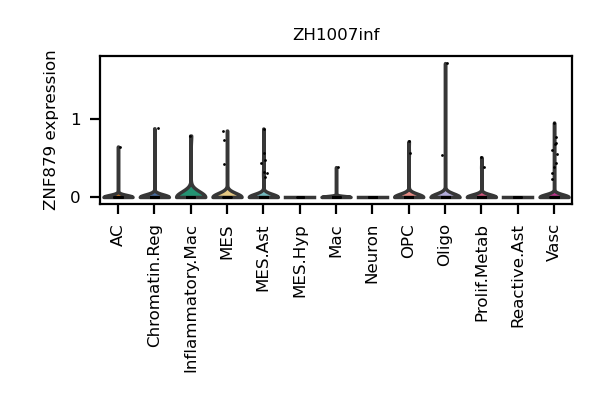 ZH1007inf
ZNF879 expression
1
0
AC
Chromatin.Reg
Inflammatory.Mac
MES
MES.Ast
MES.Hyp
Mac
Neuron
OPC
Oligo
Prolif.Metab
Reactive.Ast
Vasc